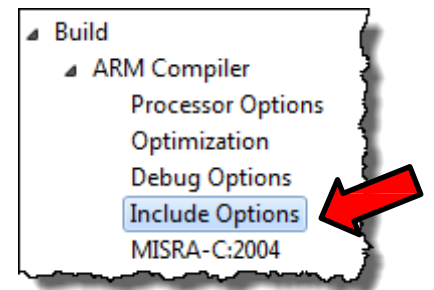 Build
ARM Compiler
Processor Options
Optimization
Debug Options
Include Options
MISRA-C:2004